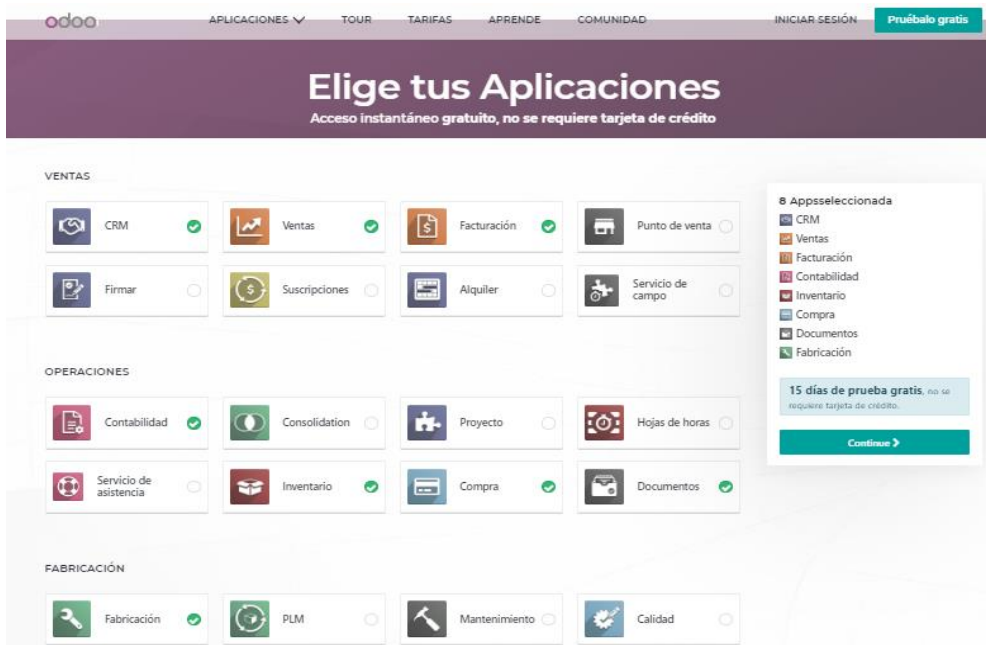 odoo APLICACIONES TOUR TARIFAS APRENDE COMUNIDAD INICIAR SESIÓN Pruébalo gratis
Elige tus Aplicaciones
Acceso instantáneo gratuito, no se requiere tarjeta de crédito
VENTAS
CRM Ventas Facturación Punto de venta
Firmar Suscripciones Alquiler Servicio de
campo
OPERACIONES
Contabilidad Consolidation Proyecto Hojas de horas
Servicio de
asistencia Inventario Compra Documentos
FABRICACIÓN
Fabricación PLM Mantenimiento Calidad
8 Appsseleccionada
CRM
Ventas
Facturación
Contabilidad
Inventario
Compra
Documentos
Fabricación
15 días de prueba gratis, no se
requiere tarjeta de crédito.
Continue